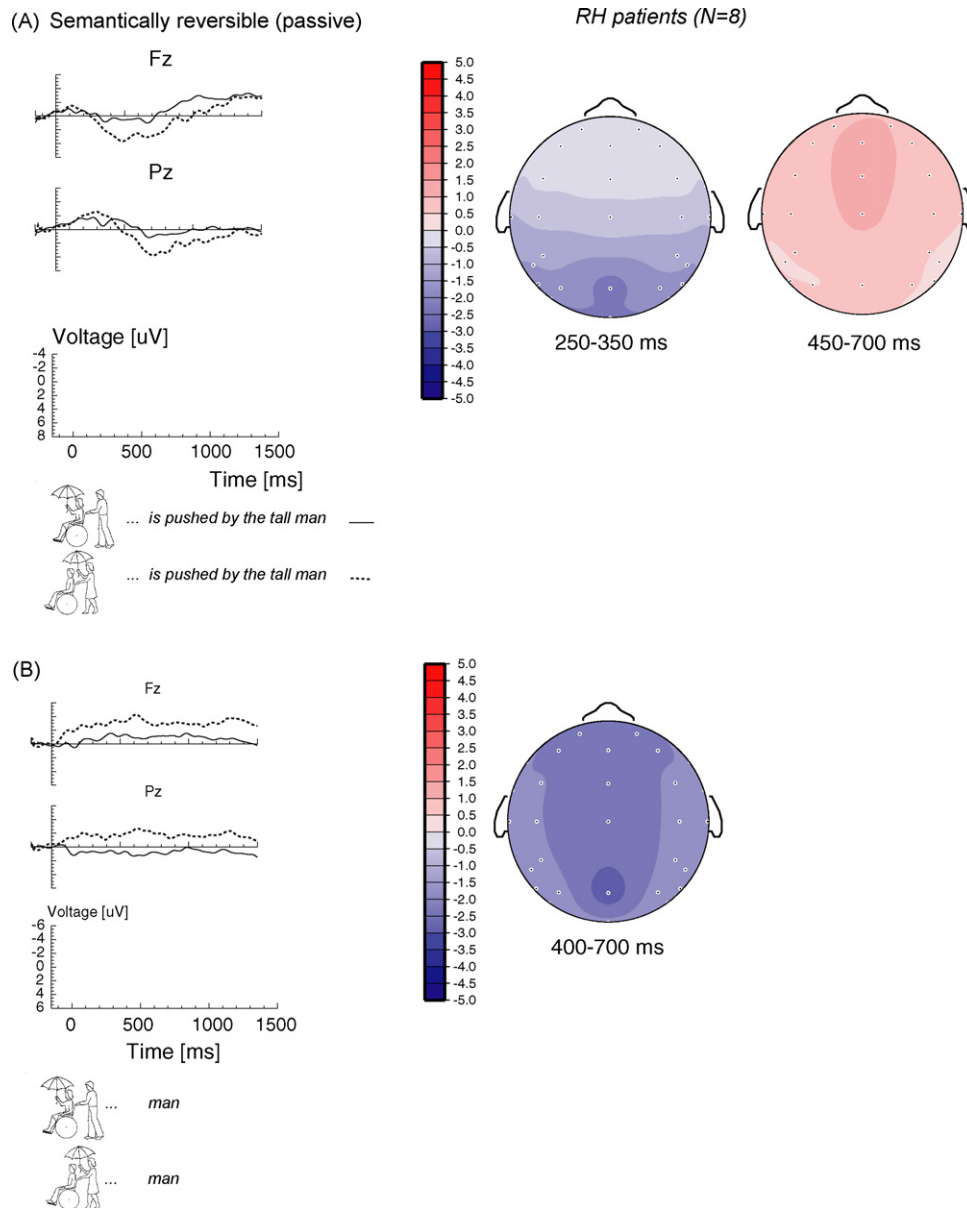 (A) Semantically reversible (passive)
RH patients (N=8)
Fz
Pz
5.0
4.5
4.0
3.5
3.0
2.5
2.0
1.5
1.0
0.5
0.0
-0.5
-1.0
-1.5
-2.0
-2.5
-3.0
-3.5
-4.0
-4.5
-5.0
250-350 ms
450-700 ms
Voltage [uV]
-4
-2
0
2
4
6
8
0 500 1000 1500
Time [ms]
... is pushed by the tall man
... is pushed by the tall man
(B)
Fz
Pz
5.0
4.5
4.0
3.5
3.0
2.5
2.0
1.5
1.0
0.5
0.0
-0.5
-1.0
-1.5
-2.0
-2.5
-3.0
-3.5
-4.0
-4.5
-5.0
400-700 ms
Voltage [uV]
-6
-4
-2
0
2
4
6
0 500 1000 1500
Time [ms]
... man
... man